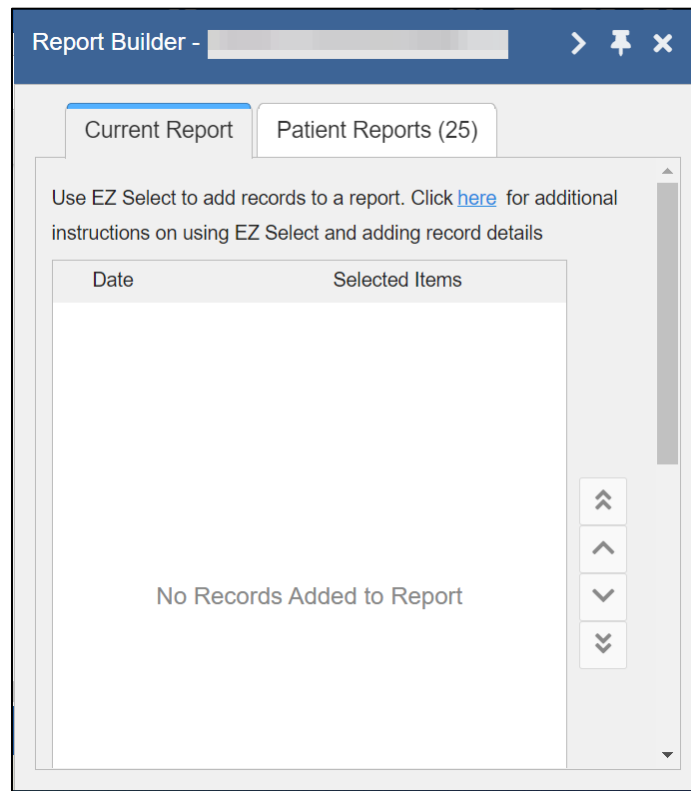 Report Builder -
Current Report
Patient Reports (25)
Use EZ Select to add records to a report. Click here for additional
instructions on using EZ Select and adding record details
Date Selected Items
No Records Added to Report